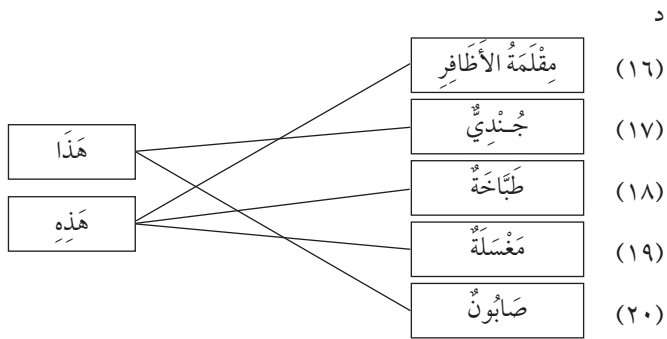 د
(١٦) مِقْلَمَةُ الأَظَافِرِ
(١٧) جُنْدِيٌّ
هَذَا
(١٨) طَبَّاخَةٌ
هَذِهِ
(١٩) مَغْسَلَةٌ
(٢٠) صَابُونٌ